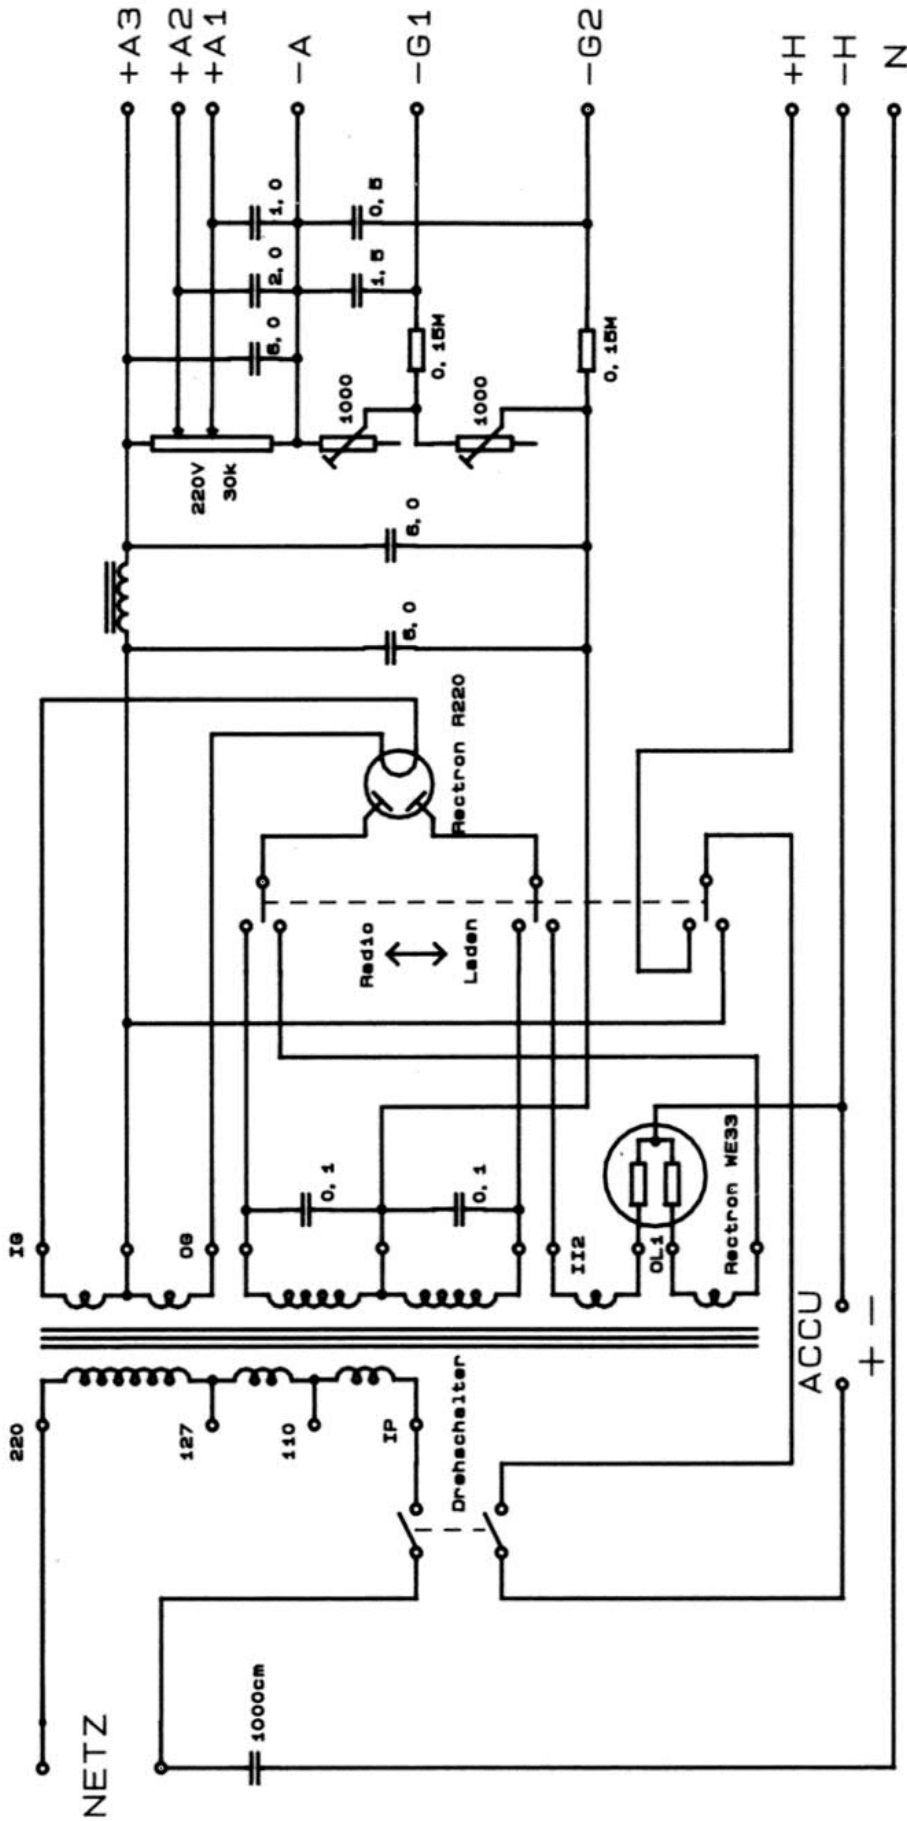 +A3
+A2
+A1
-A
-G1
-G2
+H
-H
N
1,0
2,0
6,0
0,5
1,5
0,15M
0,15M
1000
1000
220V
30k
6,0
6,0
Rectron R220
Radio
Laden
0,1
0,1
IG
OG
II2
OL1
Rectron WE33
ACCU
+ -
220
127
110
IP
Drehschalter
NETZ
1000cm